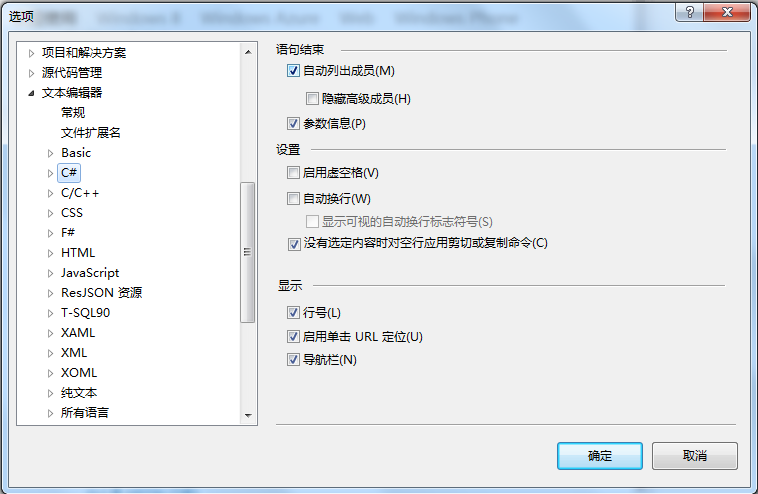 选项
项目和解决方案
源代码管理
文本编辑器
常规
文件扩展名
Basic
C#
C/C++
CSS
F#
HTML
JavaScript
ResJSON 资源
T-SQL90
XAML
XML
XOML
纯文本
所有语言
语句结束
自动列出成员(M)
隐藏高级成员(H)
参数信息(P)
设置
启用虚空格(V)
自动换行(W)
显示可视的自动换行标志符号(S)
没有选定内容时对空行应用剪切或复制命令(C)
显示
行号(L)
启用单击 URL 定位(U)
导航栏(N)
确定
取消